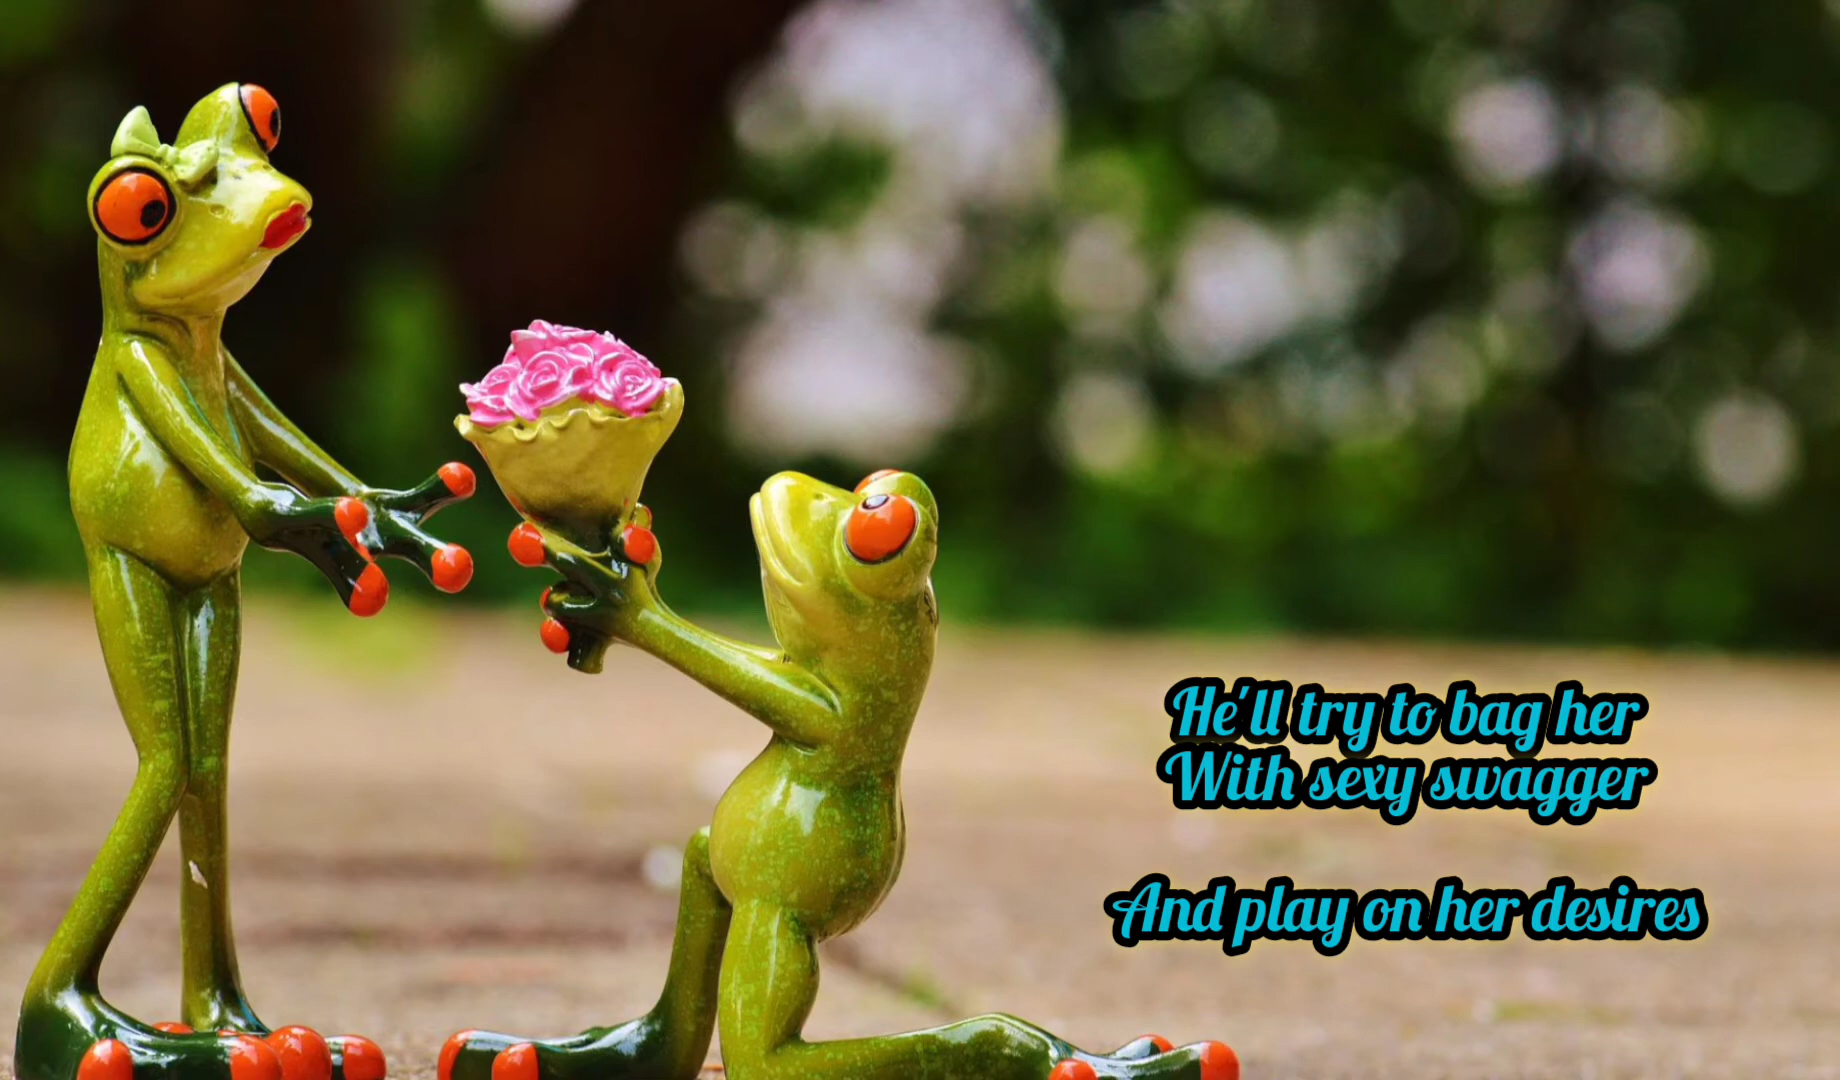 He'll try to bag her
With sexy swagger
And play on her desires